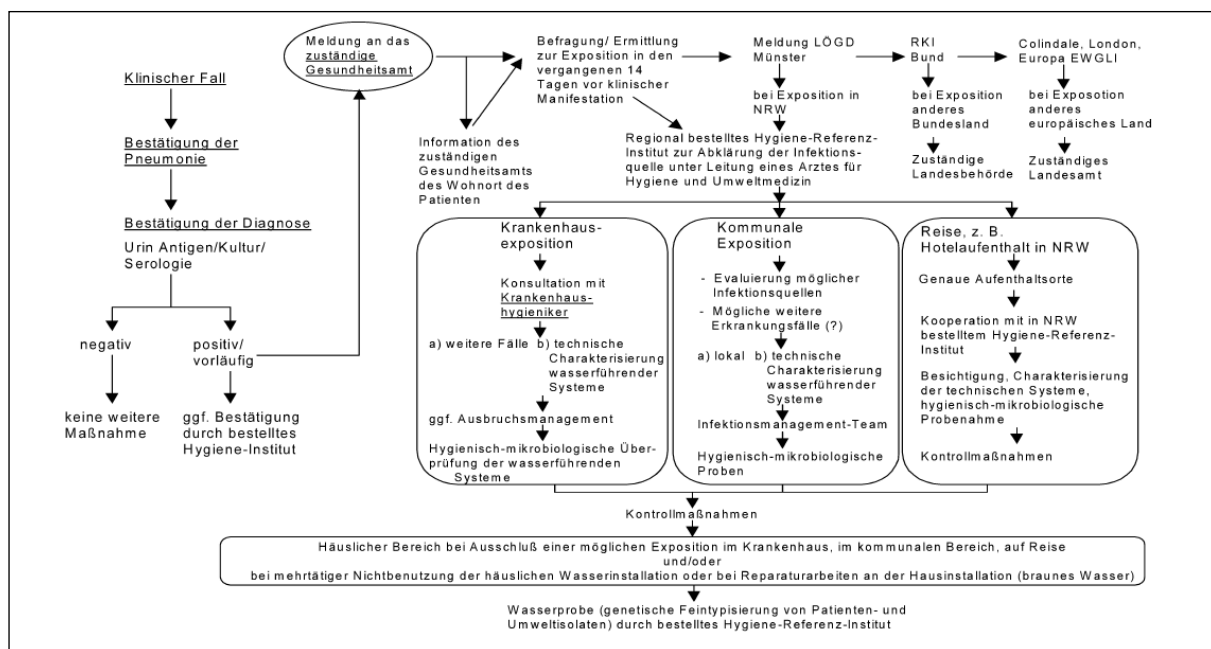 Klinischer Fall
Bestätigung der
Pneumonie
Bestätigung der Diagnose
Urin Antigen/Kultur/
Serologie
negativ
positiv/
vorläufig
keine weitere
Maßnahme
ggf. Bestätigung
durch bestelltes
Hygiene-Institut
Meldung an das
zuständige
Gesundheitsamt
Information des
zuständigen
Gesundheitsamts
des Wohnort des
Patienten
Befragung/ Ermittlung
zur Exposition in den
vergangenen 14
Tagen vor klinischer
Manifestation
Meldung LÖGD
Münster
bei Exposition in
NRW
RKI
Bund
bei Exposition
anderes
Bundesland
Zuständige
Landesbehörde
Colindale, London,
Europa EWGLI
bei Exposotion
anderes
europäisches Land
Zuständiges
Landesamt
Regional bestelltes Hygiene-Referenz-
Institut zur Abklärung der Infektions-
quelle unter Leitung eines Arztes für
Hygiene und Umweltmedizin
Krankenhaus-
exposition
Konsultation mit
Krankenhaus-
hygieniker
a) weitere Fälle b) technische
Charakterisierung
wasserführender
Systeme
ggf. Ausbruchsmanagement
Hygienisch-mikrobiologische Über-
prüfung der wasserführenden
Systeme
Kommunale
Exposition
- Evaluierung möglicher
Infektionsquellen
- Mögliche weitere
Erkrankungsfälle (?)
a) lokal b) technische
Charakterisierung
wasserführender
Systeme
Infektionsmanagement-Team
Hygienisch-mikrobiologische
Proben
Reise, z. B.
Hotelaufenthalt in NRW
Genaue Aufenthaltsorte
Kooperation mit in NRW
bestelltem Hygiene-Referenz-
Institut
Besichtigung, Charakterisierung
der technischen Systeme,
hygienisch-mikrobiologische
Probenahme
Kontrollmaßnahmen
Kontrollmaßnahmen
Häuslicher Bereich bei Ausschluß einer möglichen Exposition im Krankenhaus, im kommunalen Bereich, auf Reise
und/oder
bei mehrtätiger Nichtbenutzung der häuslichen Wasserinstallation oder bei Reparaturarbeiten an der Hausinstallation (braunes Wasser)
Wasserprobe (genetische Feintypisierung von Patienten- und
Umweltisolaten) durch bestelltes Hygiene-Referenz-Institut